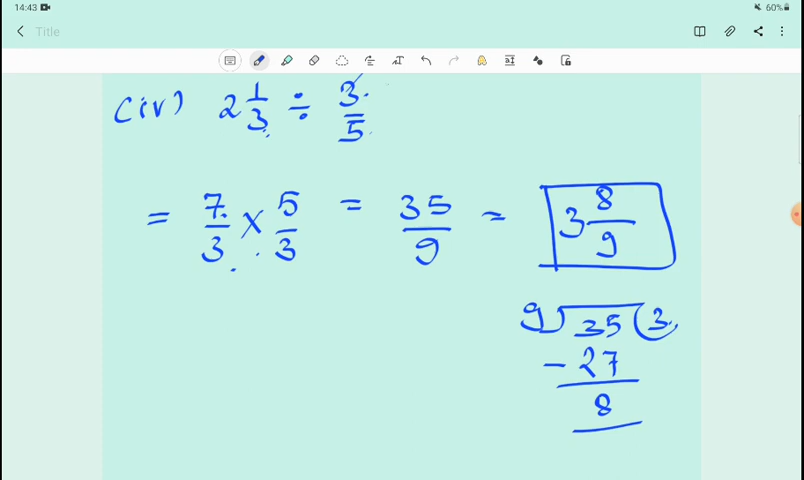 14:43 60%
Title
(iv) 2 1/3 ÷ 3/5
= 7/3 × 5/3 = 35/9 = 3 8/9
9 ) 35 ( 3
- 27
8